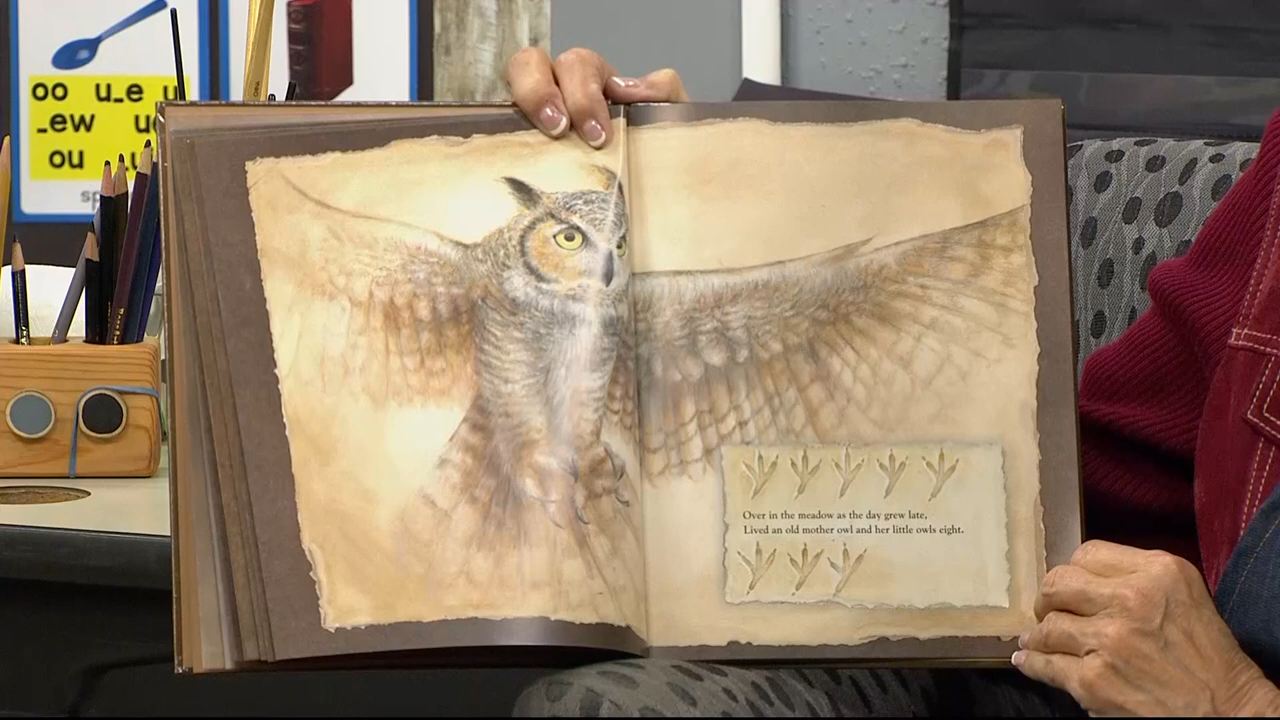 oo u_e u
_ew
ou
Over in the meadow as the day grew late,
Lived an old mother owl and her little owls eight.